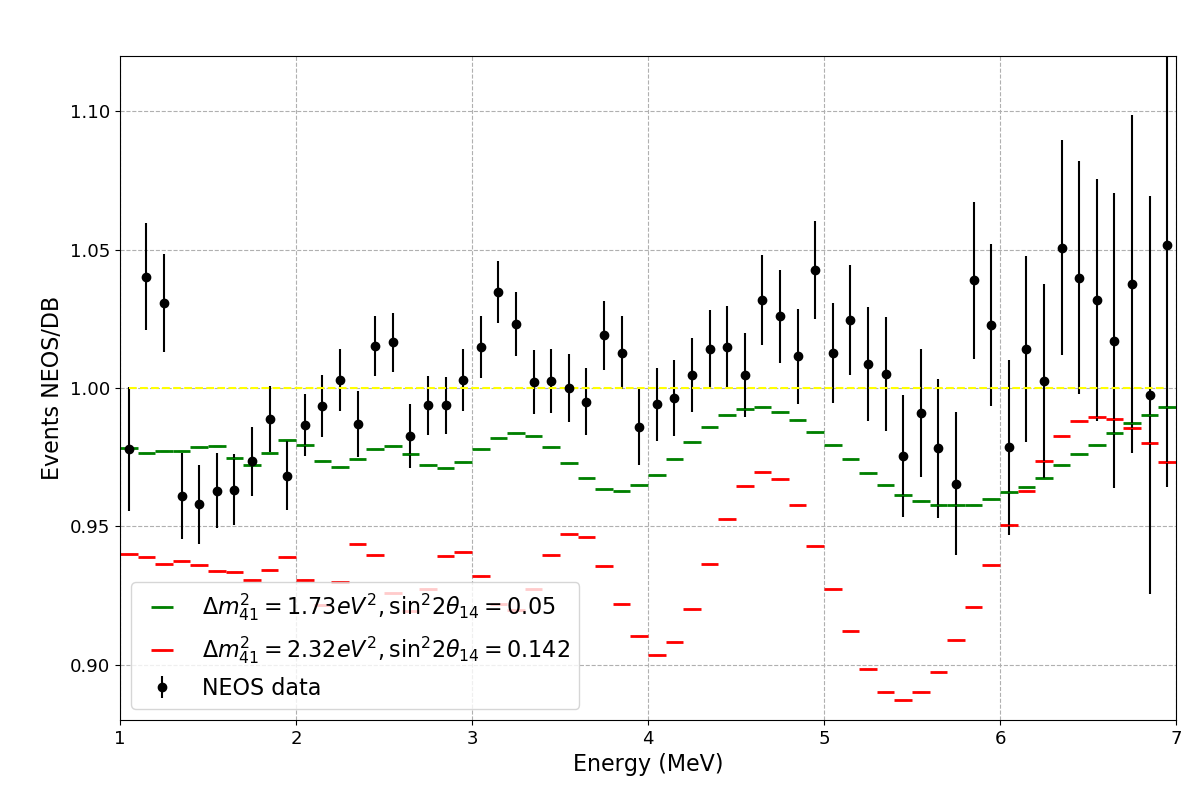 Events NEOS/DB
1.10
1.05
1.00
0.95
0.90
Δm²₄₁ = 1.73eV², sin²2θ₁₄ = 0.05
Δm²₄₁ = 2.32eV², sin²2θ₁₄ = 0.142
NEOS data
1 2 3 4 5 6 7
Energy (MeV)